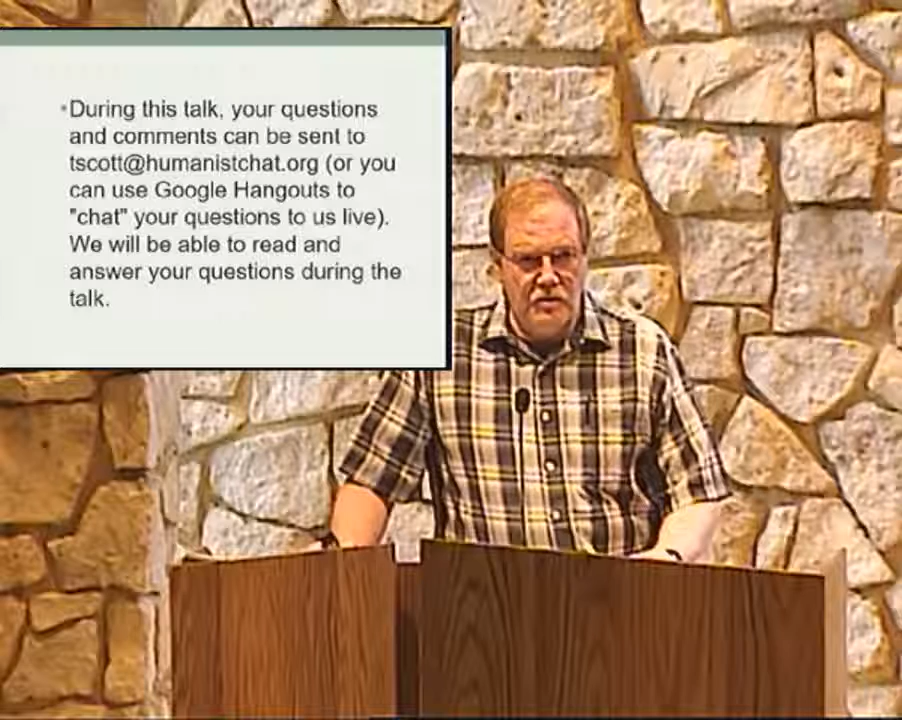 •During this talk, your questions
and comments can be sent to
tscott@humanistchat.org (or you
can use Google Hangouts to
"chat" your questions to us live).
We will be able to read and
answer your questions during the
talk.